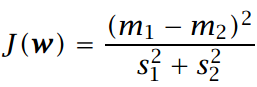 J(w) = (m₁ − m₂)² / (s₁² + s₂²)